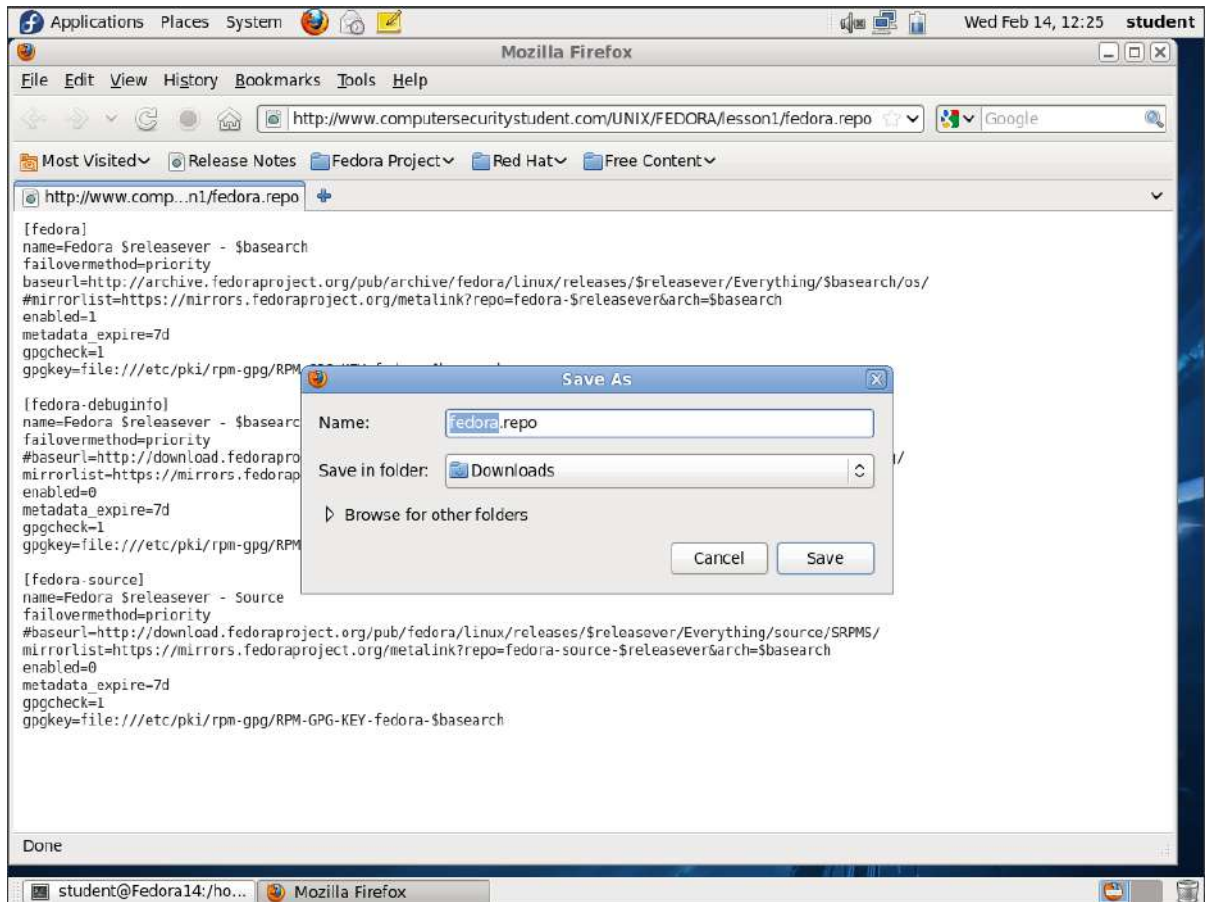 Applications Places System Wed Feb 14, 12:25 student
Mozilla Firefox
File Edit View History Bookmarks Tools Help
http://www.computersecuritystudent.com/UNIX/FEDORA/lesson1/fedora.repo Google
Most Visited Release Notes Fedora Project Red Hat Free Content
http://www.comp...n1/fedora.repo
[fedora]
name=Fedora $releasever - $basearch
failovermethod=priority
baseurl=http://archive.fedoraproject.org/pub/archive/fedora/linux/releases/$releasever/Everything/$basearch/os/
#mirrorlist=https://mirrors.fedoraproject.org/metalink?repo=fedora-$releasever&arch=$basearch
enabled=1
metadata_expire=7d
gpgcheck=1
gpgkey=file:///etc/pki/rpm-gpg/RPM
[fedora-debuginfo]
name=Fedora $releasever - $basearc
failovermethod=priority
#baseurl=http://download.fedorapro
mirrorlist=https://mirrors.fedorap
enabled=0
metadata_expire=7d
gpgcheck=1
gpgkey=file:///etc/pki/rpm-gpg/RPM
Save As
Name: fedora.repo
Save in folder: Downloads
Browse for other folders
Cancel Save
[fedora-source]
name=Fedora $releasever - Source
failovermethod=priority
#baseurl=http://download.fedoraproject.org/pub/fedora/linux/releases/$releasever/Everything/source/SRPMS/
mirrorlist=https://mirrors.fedoraproject.org/metalink?repo=fedora-source-$releasever&arch=$basearch
enabled=0
metadata_expire=7d
gpgcheck=1
gpgkey=file:///etc/pki/rpm-gpg/RPM-GPG-KEY-fedora-$basearch
Done
student@Fedora14:/ho... Mozilla Firefox